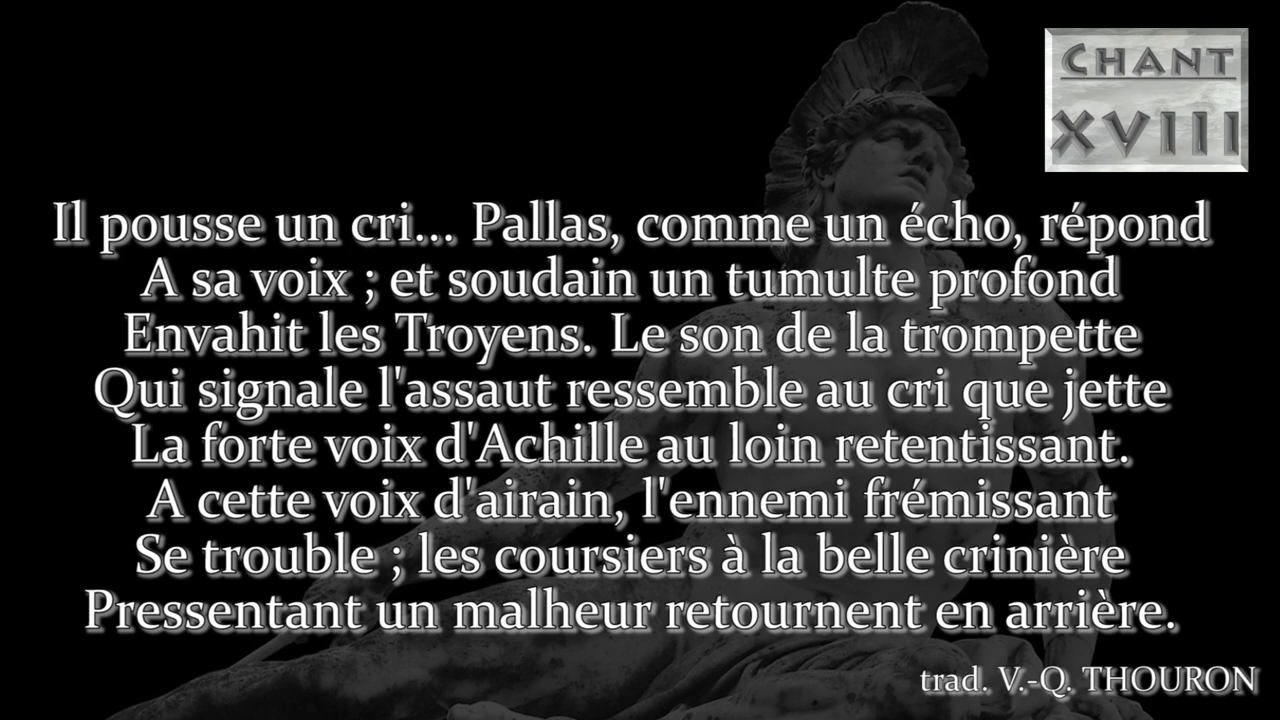 CHANT
XVIII
Il pousse un cri... Pallas, comme un écho, répond
A sa voix ; et soudain un tumulte profond
Envahit les Troyens. Le son de la trompette
Qui signale l'assaut ressemble au cri que jette
La forte voix d'Achille au loin retentissant.
A cette voix d'airain, l'ennemi frémissant
Se trouble ; les coursiers à la belle crinière
Pressentant un malheur retournent en arrière.
trad. V.-Q. THOURON